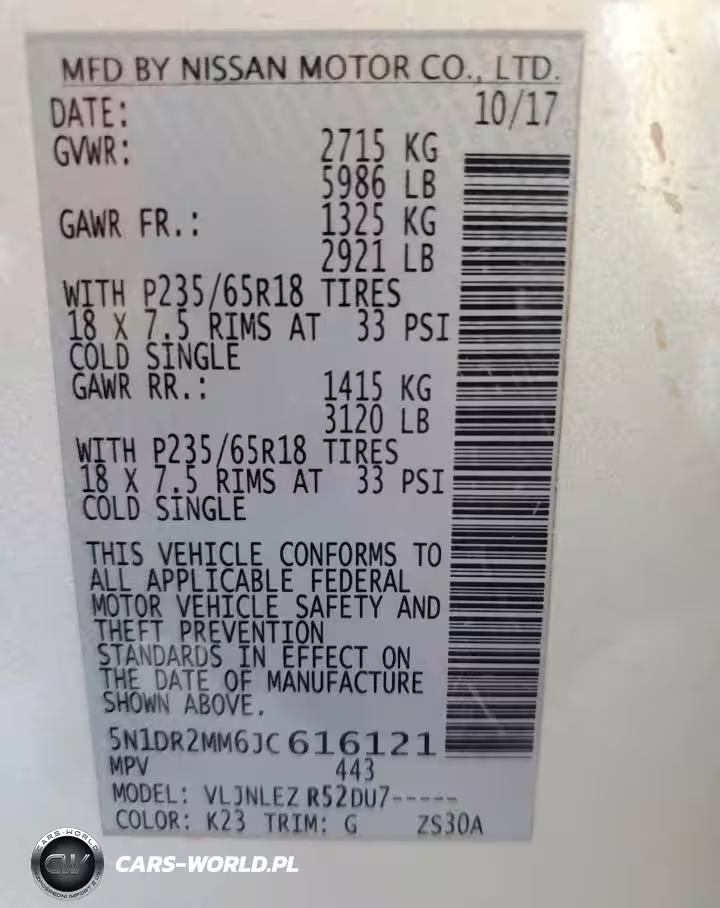 MFD BY NISSAN MOTOR CO., LTD.
DATE: 10/17
GVWR: 2715 KG
5986 LB
GAWR FR.: 1325 KG
2921 LB
WITH P235/65R18 TIRES
18 X 7.5 RIMS AT 33 PSI
COLD SINGLE
GAWR RR.: 1415 KG
3120 LB
WITH P235/65R18 TIRES
18 X 7.5 RIMS AT 33 PSI
COLD SINGLE
THIS VEHICLE CONFORMS TO
ALL APPLICABLE FEDERAL
MOTOR VEHICLE SAFETY AND
THEFT PREVENTION
STANDARDS IN EFFECT ON
THE DATE OF MANUFACTURE
SHOWN ABOVE.
5N1DR2MM6JC616121
MPV 443
MODEL: VLJNLEZ R52DU7-----
COLOR: K23 TRIM: G ZS30A
CARS-WORLD
CW
CARS-WORLD.PL